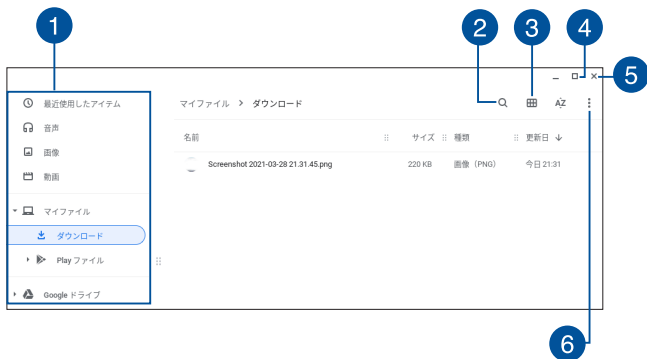 1
2
3
4
5
最近使用したアイテム
マイファイル > ダウンロード
AZ
音声
名前
サイズ
種類
更新日
画像
Screenshot 2021-03-28 21.31.45.png
220 KB
画像（PNG）
今日 21:31
動画
マイファイル
ダウンロード
Play ファイル
Google ドライブ
6